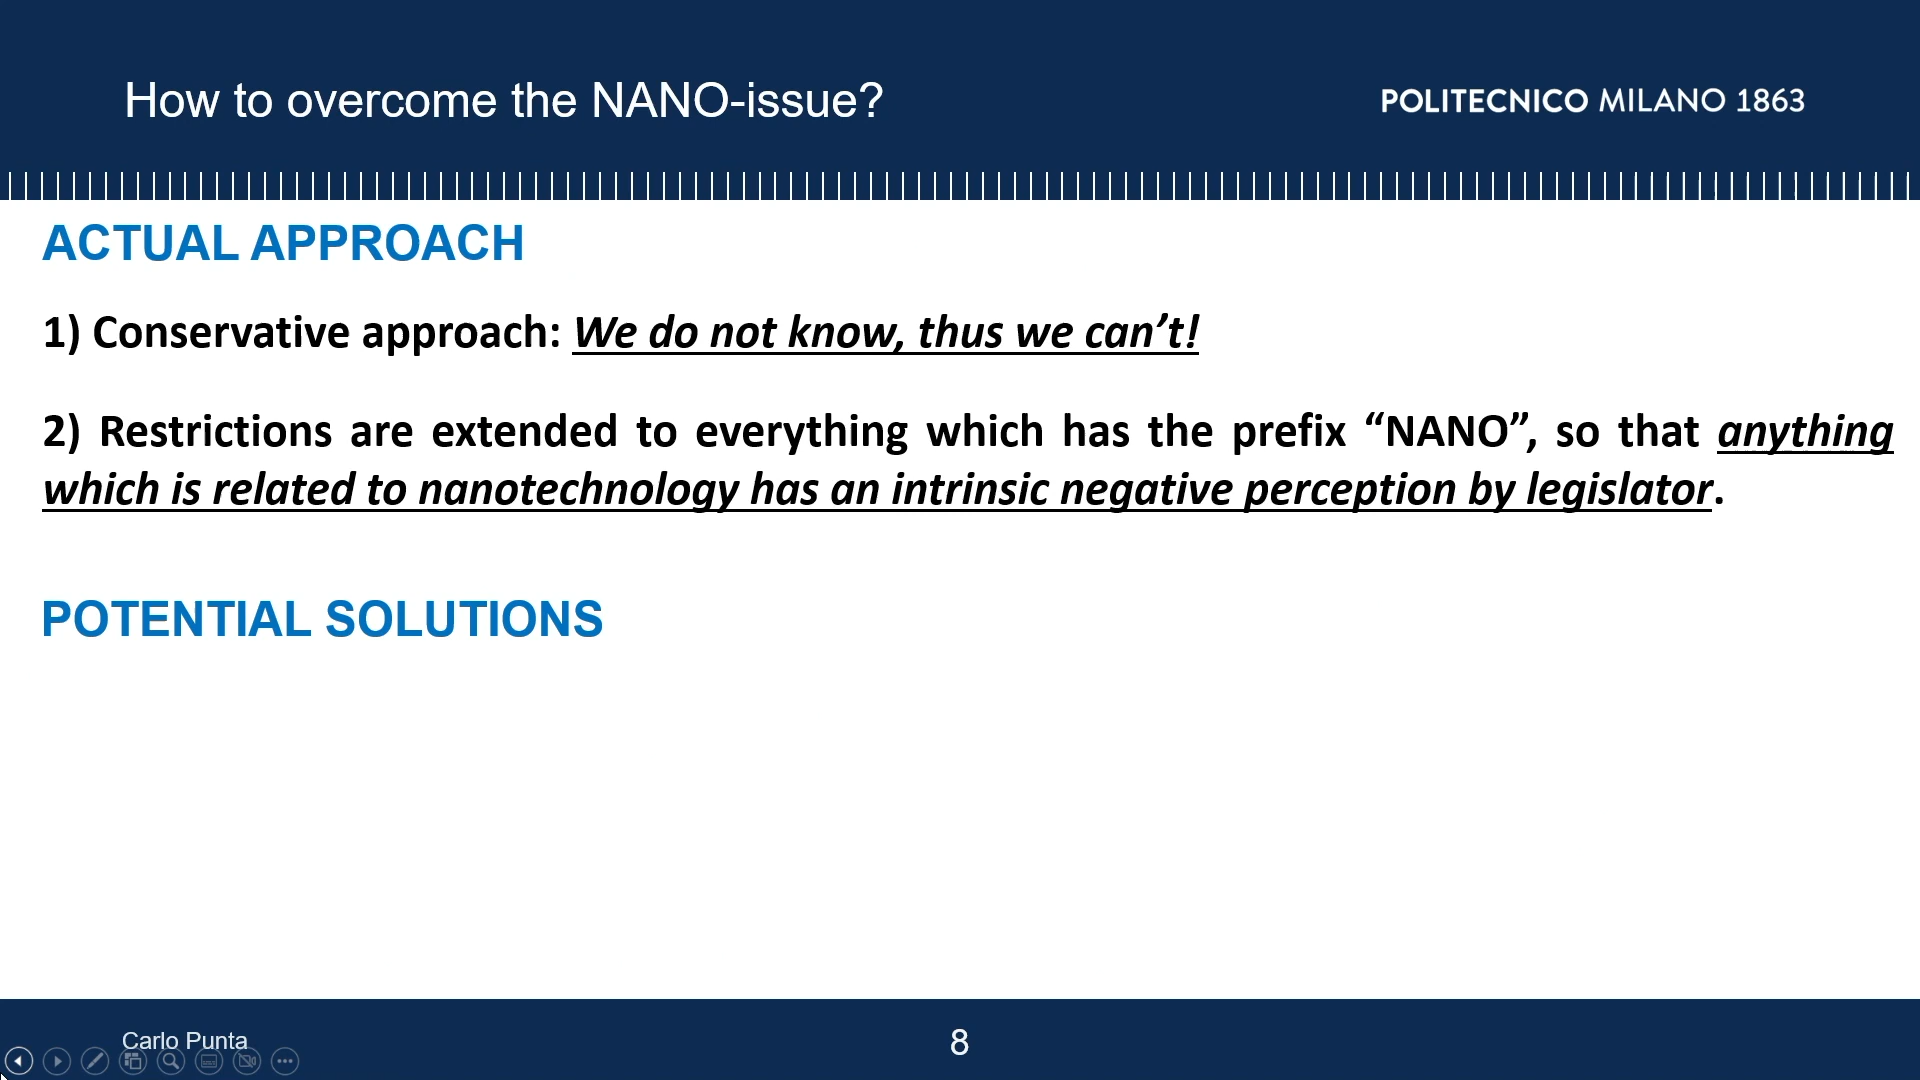 How to overcome the NANO-issue?
POLITECNICO MILANO 1863
ACTUAL APPROACH
1) Conservative approach: We do not know, thus we can’t!
2) Restrictions are extended to everything which has the prefix “NANO”, so that anything
which is related to nanotechnology has an intrinsic negative perception by legislator.
POTENTIAL SOLUTIONS
Carlo Punta
8